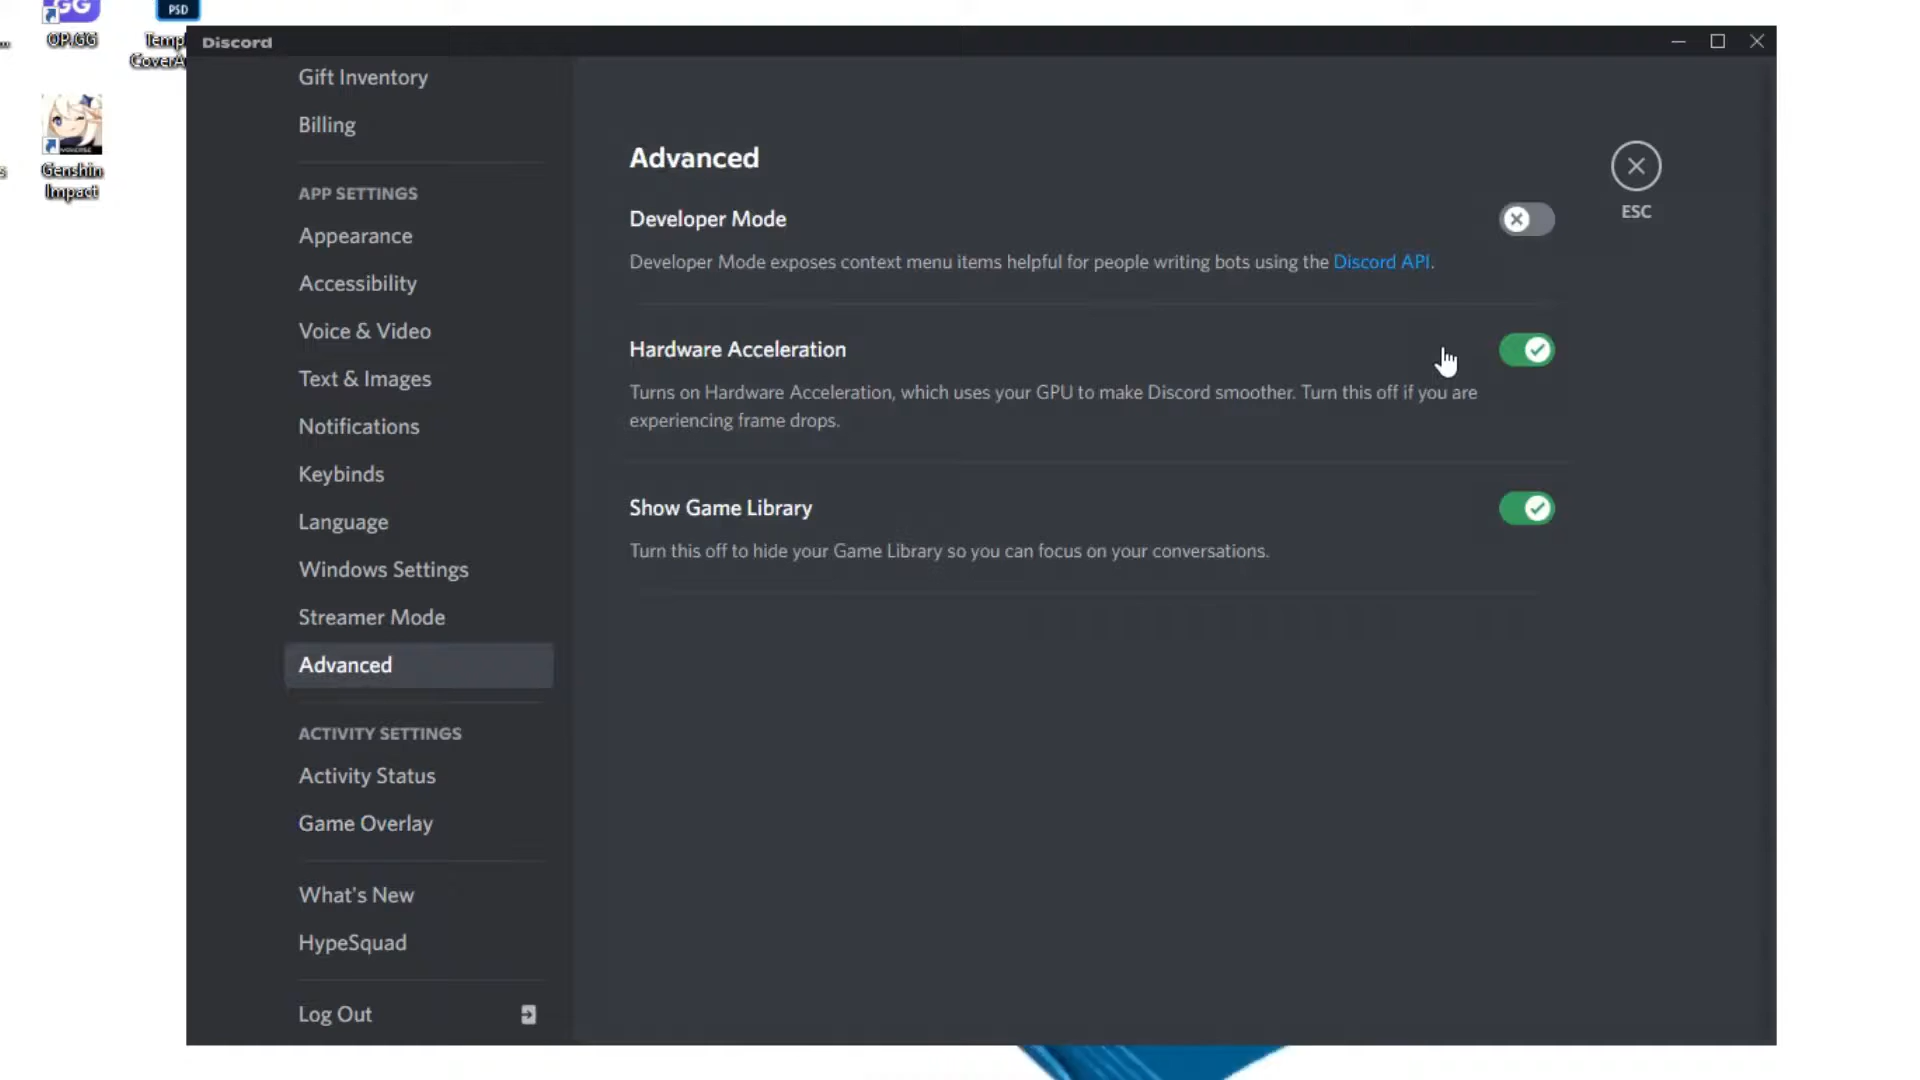 OP.GG
PSD
Discord
Genshin
Impact
Gift Inventory
Billing
APP SETTINGS
Appearance
Accessibility
Voice & Video
Text & Images
Notifications
Keybinds
Language
Windows Settings
Streamer Mode
Advanced
ACTIVITY SETTINGS
Activity Status
Game Overlay
What's New
HypeSquad
Log Out
Advanced
ESC
Developer Mode
Developer Mode exposes context menu items helpful for people writing bots using the Discord API.
Hardware Acceleration
Turns on Hardware Acceleration, which uses your GPU to make Discord smoother. Turn this off if you are
experiencing frame drops.
Show Game Library
Turn this off to hide your Game Library so you can focus on your conversations.